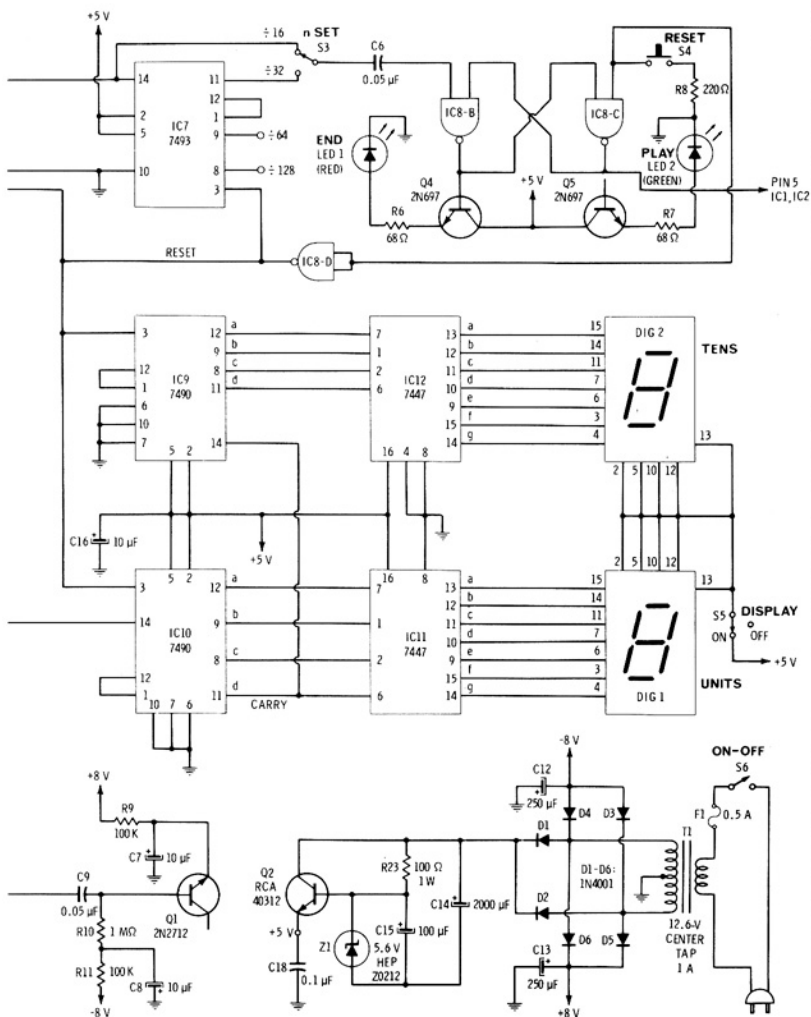 +5 V
÷16
n SET
S3
÷32
C6
0.05 µF
14
11
12
1
2
5
IC7
7493
9
÷64
10
8
÷128
3
IC8-B
IC8-C
RESET
S4
R8
220Ω
END
LED 1
(RED)
PLAY
LED 2
(GREEN)
Q4
2N697
+5 V
Q5
2N697
R6
68 Ω
R7
68 Ω
PIN 5
IC1, IC2
RESET
IC8-D
3
12
9
8
11
a
b
c
d
12
1
6
10
7
IC9
7490
14
5
2
7
1
2
6
IC12
7447
13
12
11
10
9
15
14
a
b
c
d
e
f
g
16
4
8
15
14
11
7
6
3
4
DIG 2
TENS
13
2
5
10
12
C16
+
10 µF
+5 V
5
2
3
14
12
1
10
7
6
IC10
7490
12
9
8
11
a
b
c
d
CARRY
16
8
7
1
2
6
IC11
7447
13
12
11
10
9
15
14
a
b
c
d
e
f
g
2
5
10
12
15
14
11
7
6
3
4
DIG 1
13
S5
DISPLAY
OFF
ON
+5 V
UNITS
+8 V
R9
100 K
C7
+
10 µF
C9
0.05 µF
Q1
2N2712
R10
1 MΩ
R11
100 K
C8
+
10 µF
-8 V
Q2
RCA
40312
+5 V
C18
0.1 µF
R23
100 Ω
1 W
Z1
5.6 V
HEP
Z0212
C15
+
100 µF
C14
+
2000 µF
-8 V
C12
+
250 µF
D4
D3
D1
D2
D1-D6:
1N4001
D6
D5
C13
+
250 µF
+8 V
T1
12.6-V
CENTER
TAP
1 A
ON-OFF
S6
F1
0.5 A